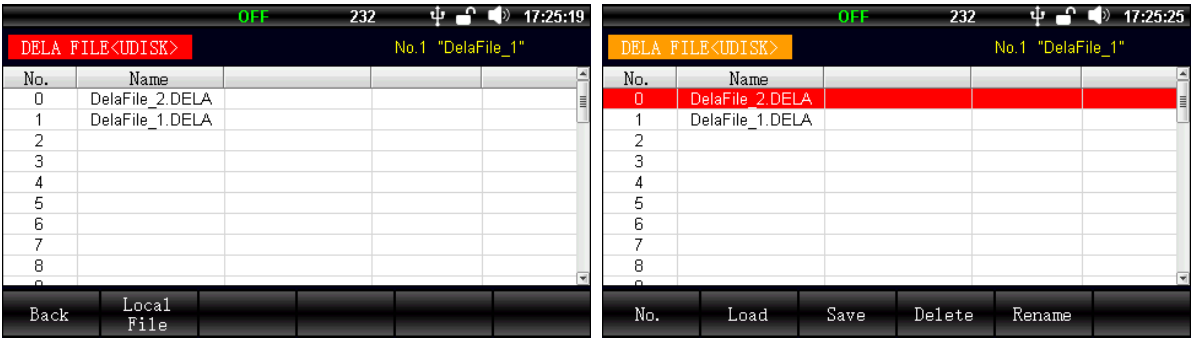 OFF 232 17:25:19
DELA FILE<UDISK> No.1 "DelaFile_1"
No. Name
0 DelaFile_2.DELA
1 DelaFile_1.DELA
2
3
4
5
6
7
8
Back Local File
OFF 232 17:25:25
DELA FILE<UDISK> No.1 "DelaFile_1"
No. Name
0 DelaFile_2.DELA
1 DelaFile_1.DELA
2
3
4
5
6
7
8
No. Load Save Delete Rename